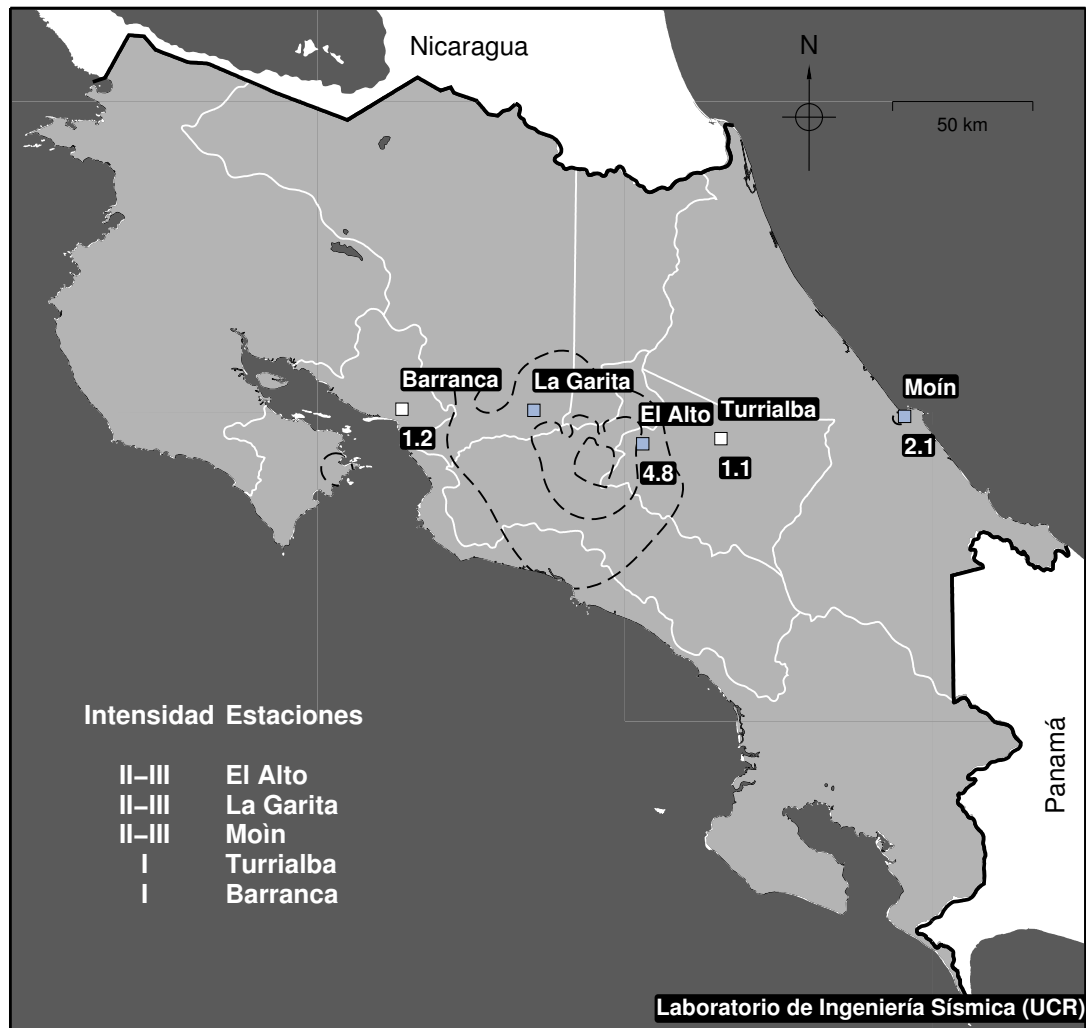 Nicaragua
N
50 km
Barranca
La Garita
Moín
El Alto
Turrialba
1.2
2.1
4.8
1.1
Intensidad Estaciones
II–III El Alto
II–III La Garita
II–III Moìn
I Turrialba
I Barranca
Panamá
Laboratorio de Ingeniería Sísmica (UCR)